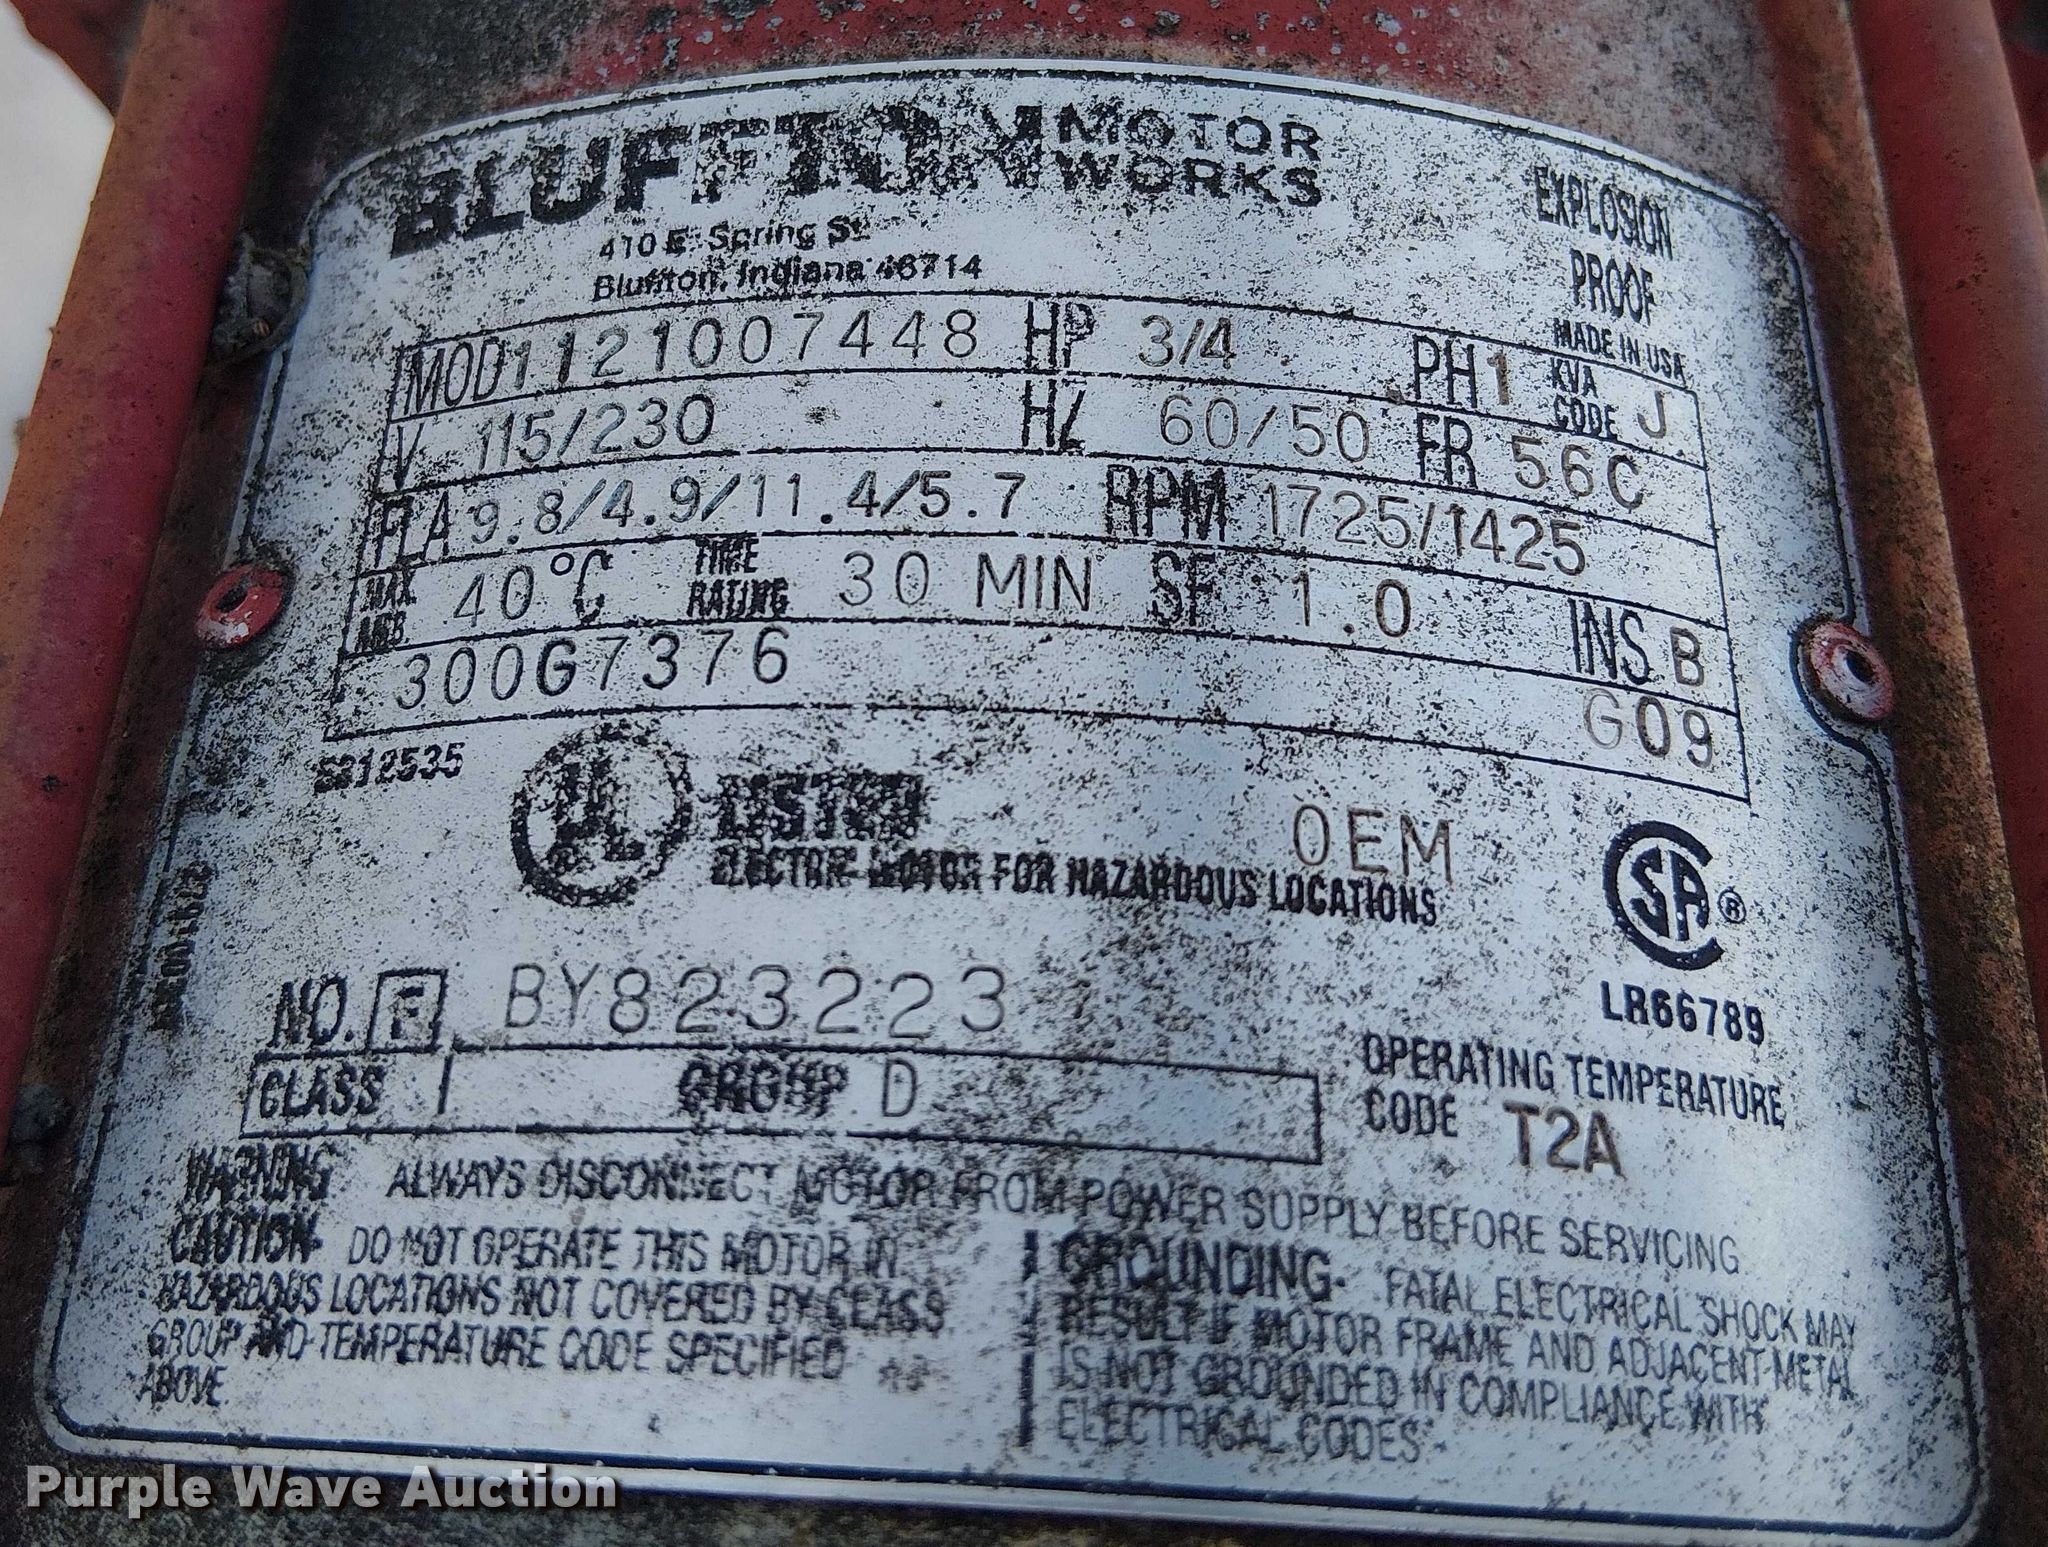 BLUFFTON MOTOR WORKS
410 E. Spring St.
Bluffton, Indiana 46714
EXPLOSION
PROOF
MADE IN USA
MOD 1121007448 HP 3/4 PH 1 KVA CODE J
V 115/230 HZ 60/50 FR 56C
FLA 9.8/4.9/11.4/5.7 RPM 1725/1425
MAX AMB. 40°C TIME RATING 30 MIN SF 1.0 INS B
300G7376 G09
UL LISTED OEM
ELECTRIC MOTOR FOR HAZARDOUS LOCATIONS
SA ®
LR66789
NO. E BY823223
CLASS I GROUP D
OPERATING TEMPERATURE
CODE T2A
WARNING ALWAYS DISCONNECT MOTOR FROM POWER SUPPLY BEFORE SERVICING
CAUTION DO NOT OPERATE THIS MOTOR IN
HAZARDOUS LOCATIONS NOT COVERED BY CLASS
GROUP AND TEMPERATURE CODE SPECIFIED
ABOVE.
GROUNDING- FATAL ELECTRICAL SHOCK MAY
RESULT IF MOTOR FRAME AND ADJACENT METAL
IS NOT GROUNDED IN COMPLIANCE WITH
ELECTRICAL CODES
Purple Wave Auction